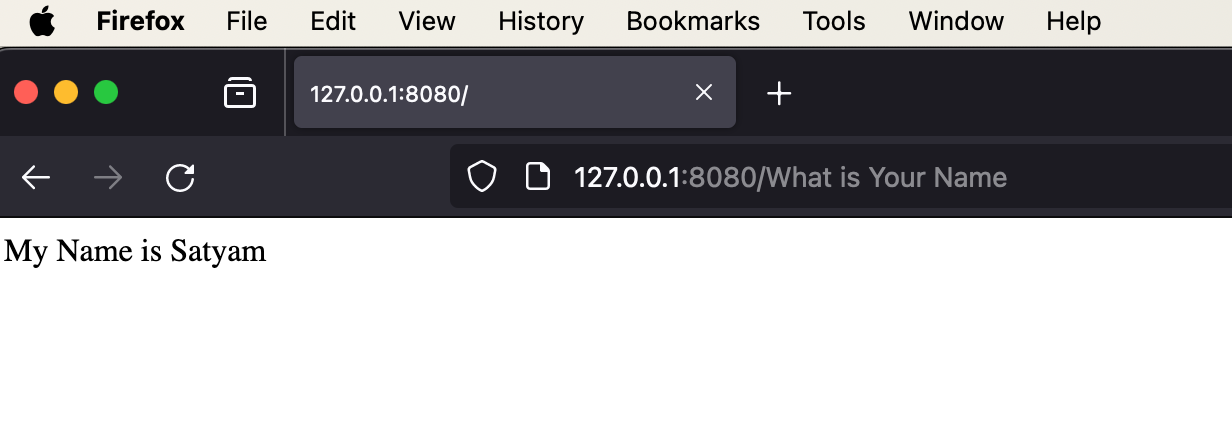 Firefox File Edit View History Bookmarks Tools Window Help
127.0.0.1:8080/
127.0.0.1:8080/What is Your Name
My Name is Satyam